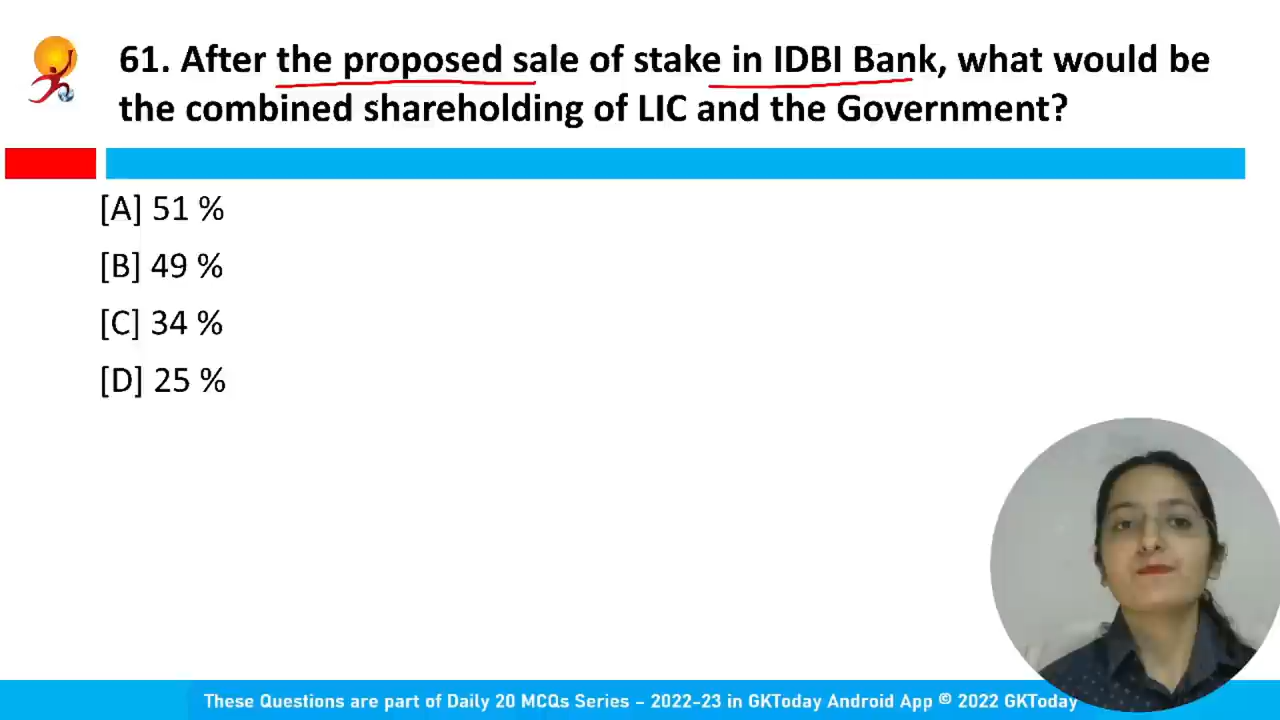 61. After the proposed sale of stake in IDBI Bank, what would be
the combined shareholding of LIC and the Government?
[A] 51 %
[B] 49 %
[C] 34 %
[D] 25 %
These Questions are part of Daily 20 MCQs Series – 2022-23 in GKToday Android App © 2022 GKToday